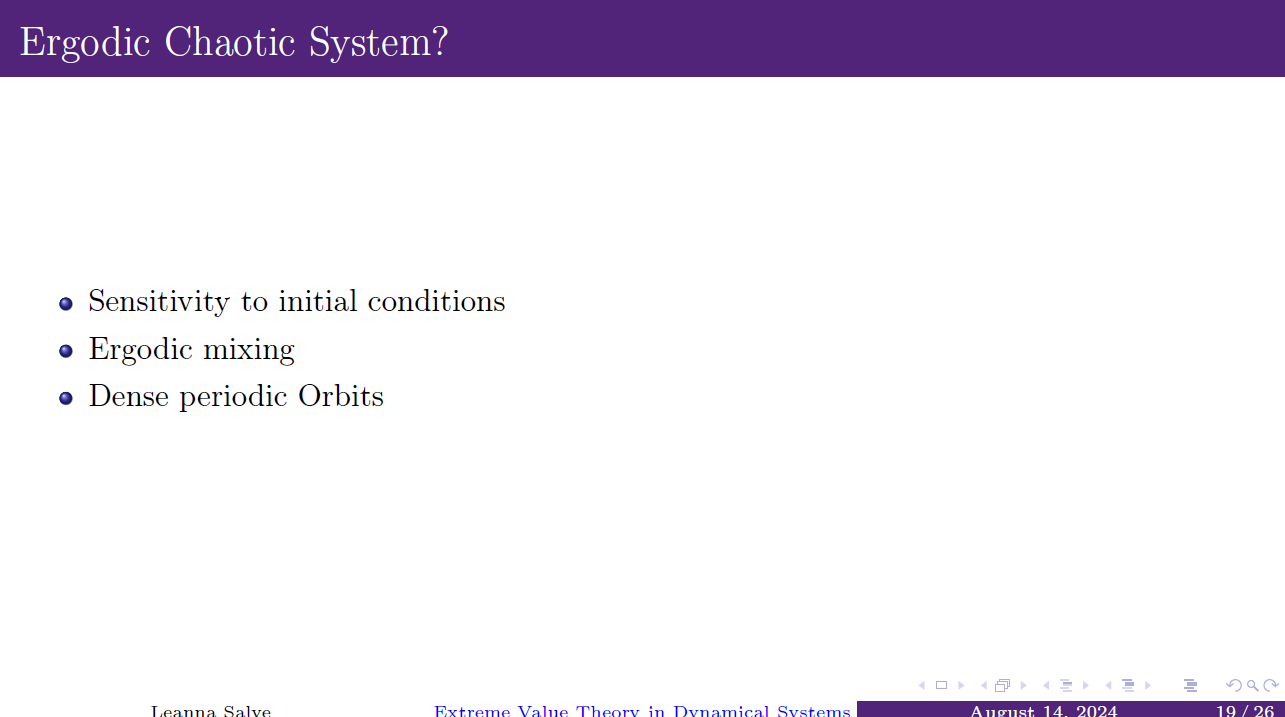 Ergodic Chaotic System?
Sensitivity to initial conditions
Ergodic mixing
Dense periodic Orbits
Leanna Salve Extreme Value Theory in Dynamical Systems August 14, 2024 19 / 26